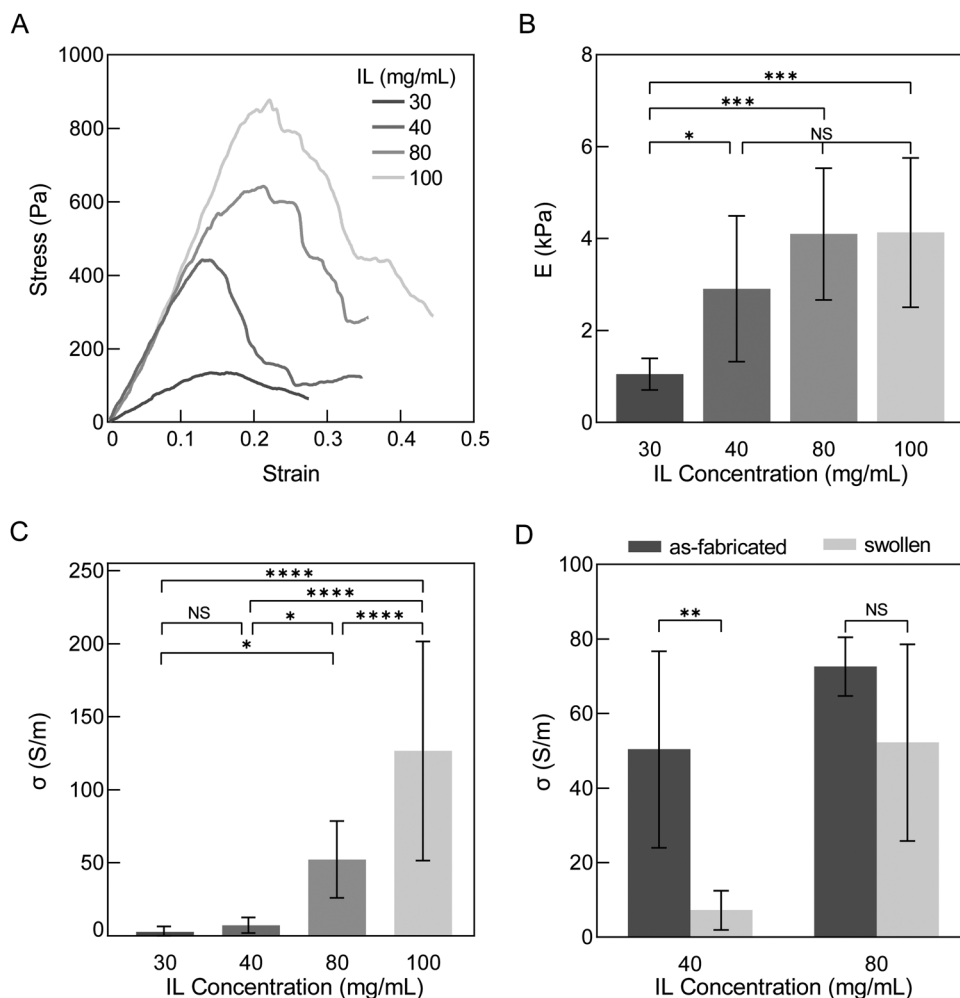 A
1000
800
600
400
200
0
Stress (Pa)
IL (mg/mL)
30
40
80
100
0 0.1 0.2 0.3 0.4 0.5
Strain
B
8
6
4
2
0
E (kPa)
***
***
* NS
30 40 80 100
IL Concentration (mg/mL)
C
250
200
150
100
50
0
σ (S/m)
****
****
NS * ****
*
30 40 80 100
IL Concentration (mg/mL)
D
as-fabricated swollen
100
80
60
40
20
0
σ (S/m)
** NS
40 80
IL Concentration (mg/mL)